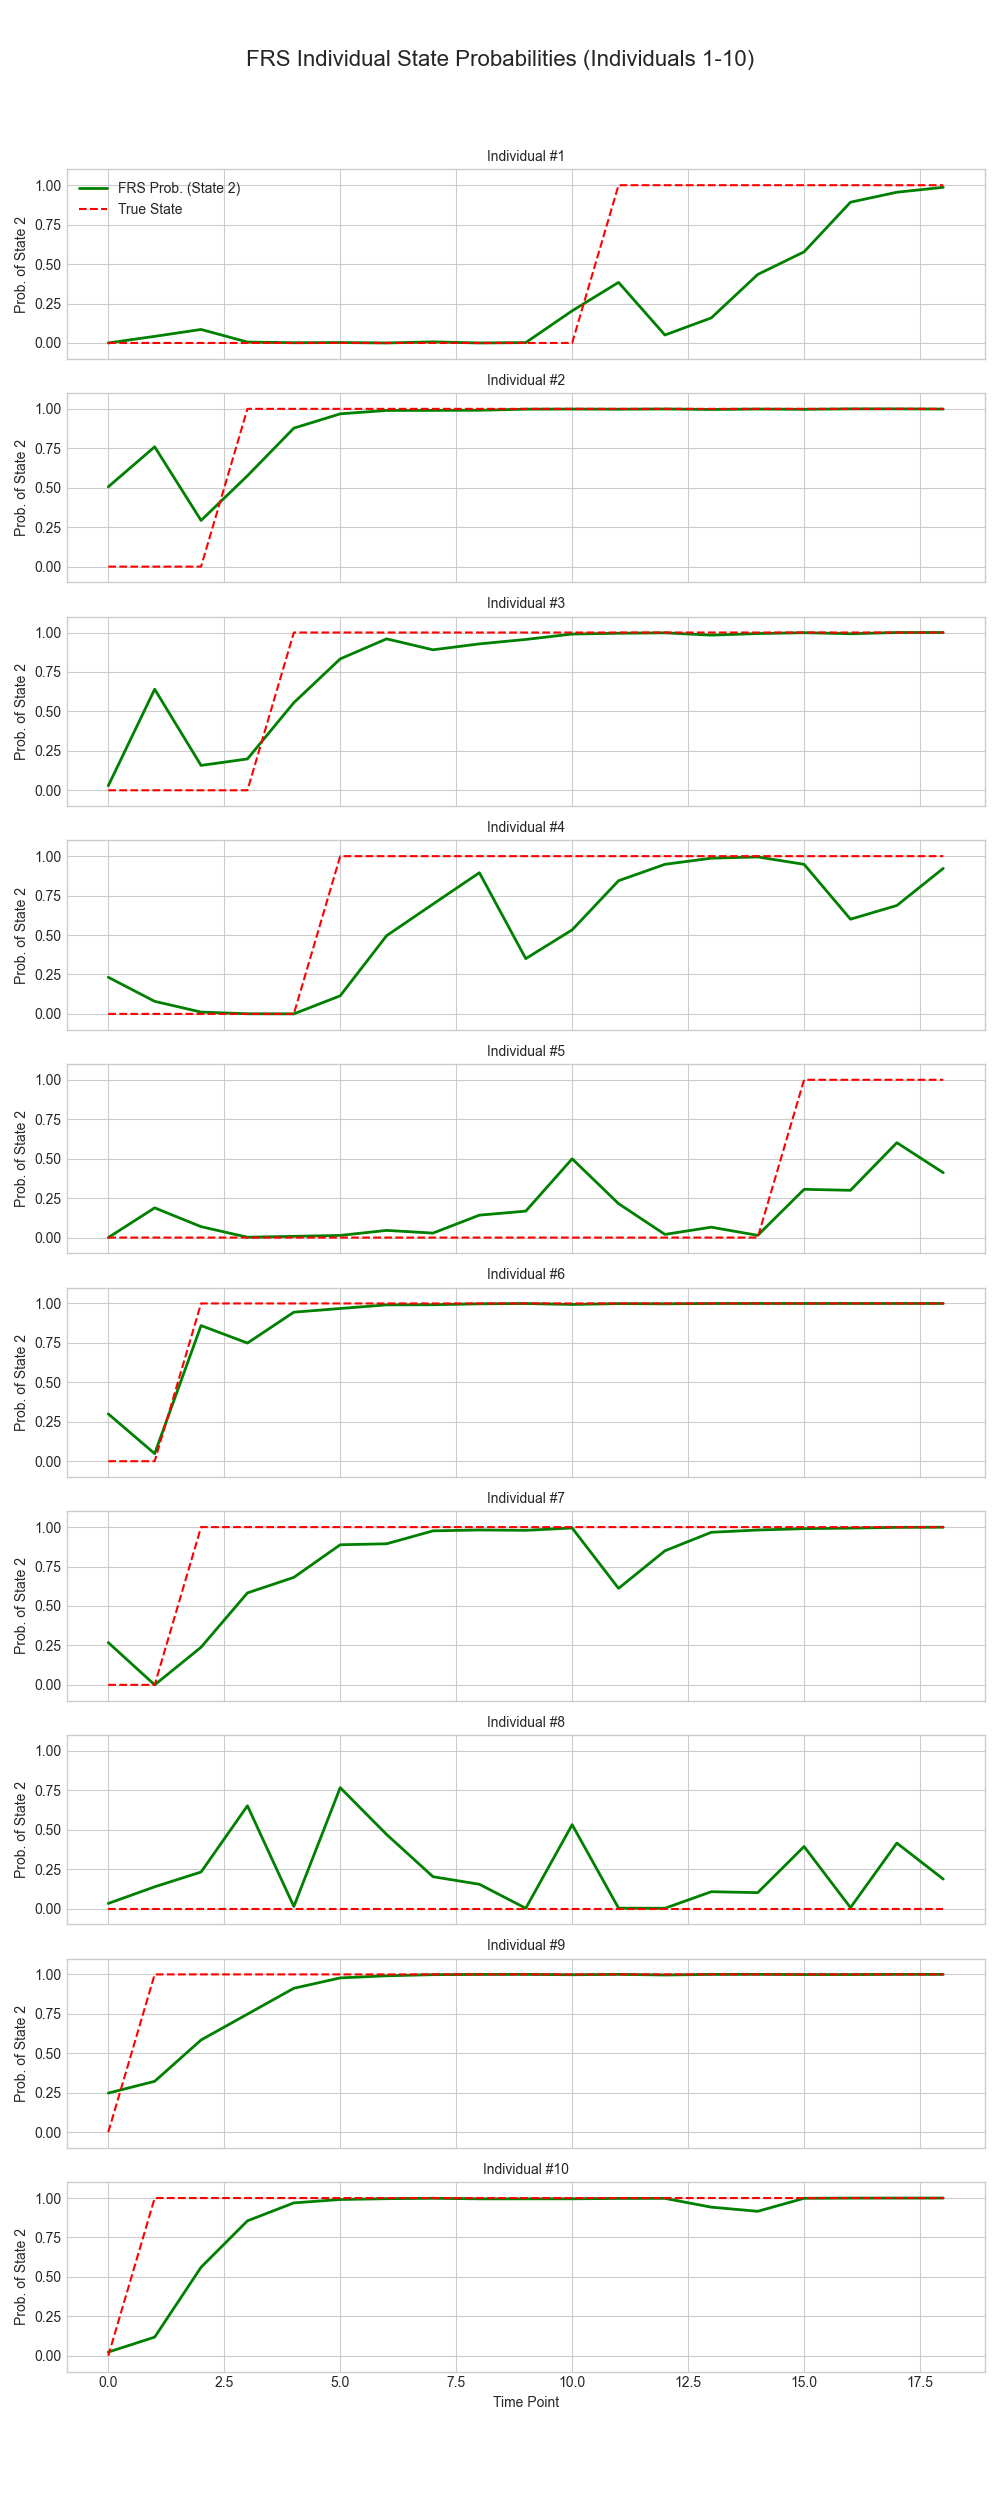 FRS Individual State Probabilities (Individuals 1-10)
Individual #1
FRS Prob. (State 2)
True State
Prob. of State 2
1.00
0.75
0.50
0.25
0.00
Individual #2
Prob. of State 2
1.00
0.75
0.50
0.25
0.00
Individual #3
Prob. of State 2
1.00
0.75
0.50
0.25
0.00
Individual #4
Prob. of State 2
1.00
0.75
0.50
0.25
0.00
Individual #5
Prob. of State 2
1.00
0.75
0.50
0.25
0.00
Individual #6
Prob. of State 2
1.00
0.75
0.50
0.25
0.00
Individual #7
Prob. of State 2
1.00
0.75
0.50
0.25
0.00
Individual #8
Prob. of State 2
1.00
0.75
0.50
0.25
0.00
Individual #9
Prob. of State 2
1.00
0.75
0.50
0.25
0.00
Individual #10
Prob. of State 2
1.00
0.75
0.50
0.25
0.00
0.0 2.5 5.0 7.5 10.0 12.5 15.0 17.5
Time Point